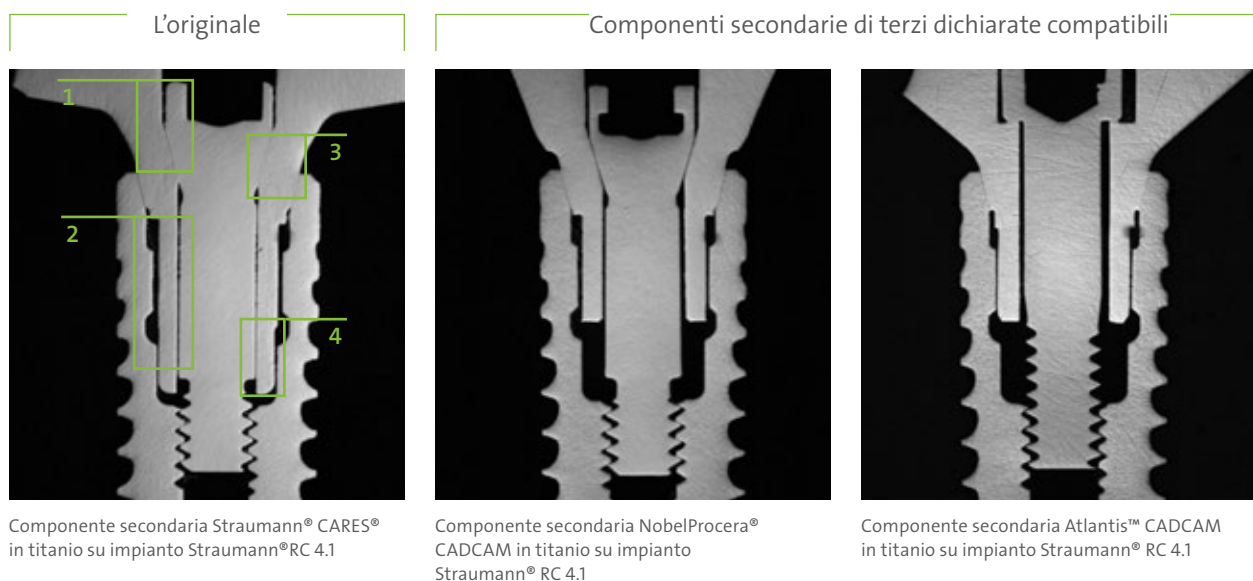 L'originale
Componenti secondarie di terzi dichiarate compatibili
1
2
3
4
Componente secondaria Straumann® CARES®
in titanio su impianto Straumann®RC 4.1
Componente secondaria NobelProcera®
CADCAM in titanio su impianto
Straumann® RC 4.1
Componente secondaria Atlantis™ CADCAM
in titanio su impianto Straumann® RC 4.1